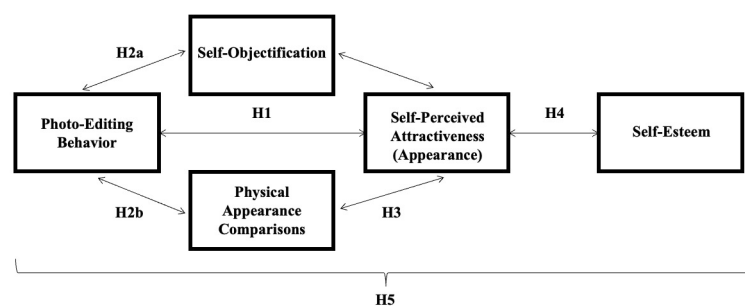 H2a
Self-Objectification
Photo-Editing
Behavior
H1
Self-Perceived
Attractiveness
(Appearance)
H4
Self-Esteem
H2b
Physical
Appearance
Comparisons
H3
H5